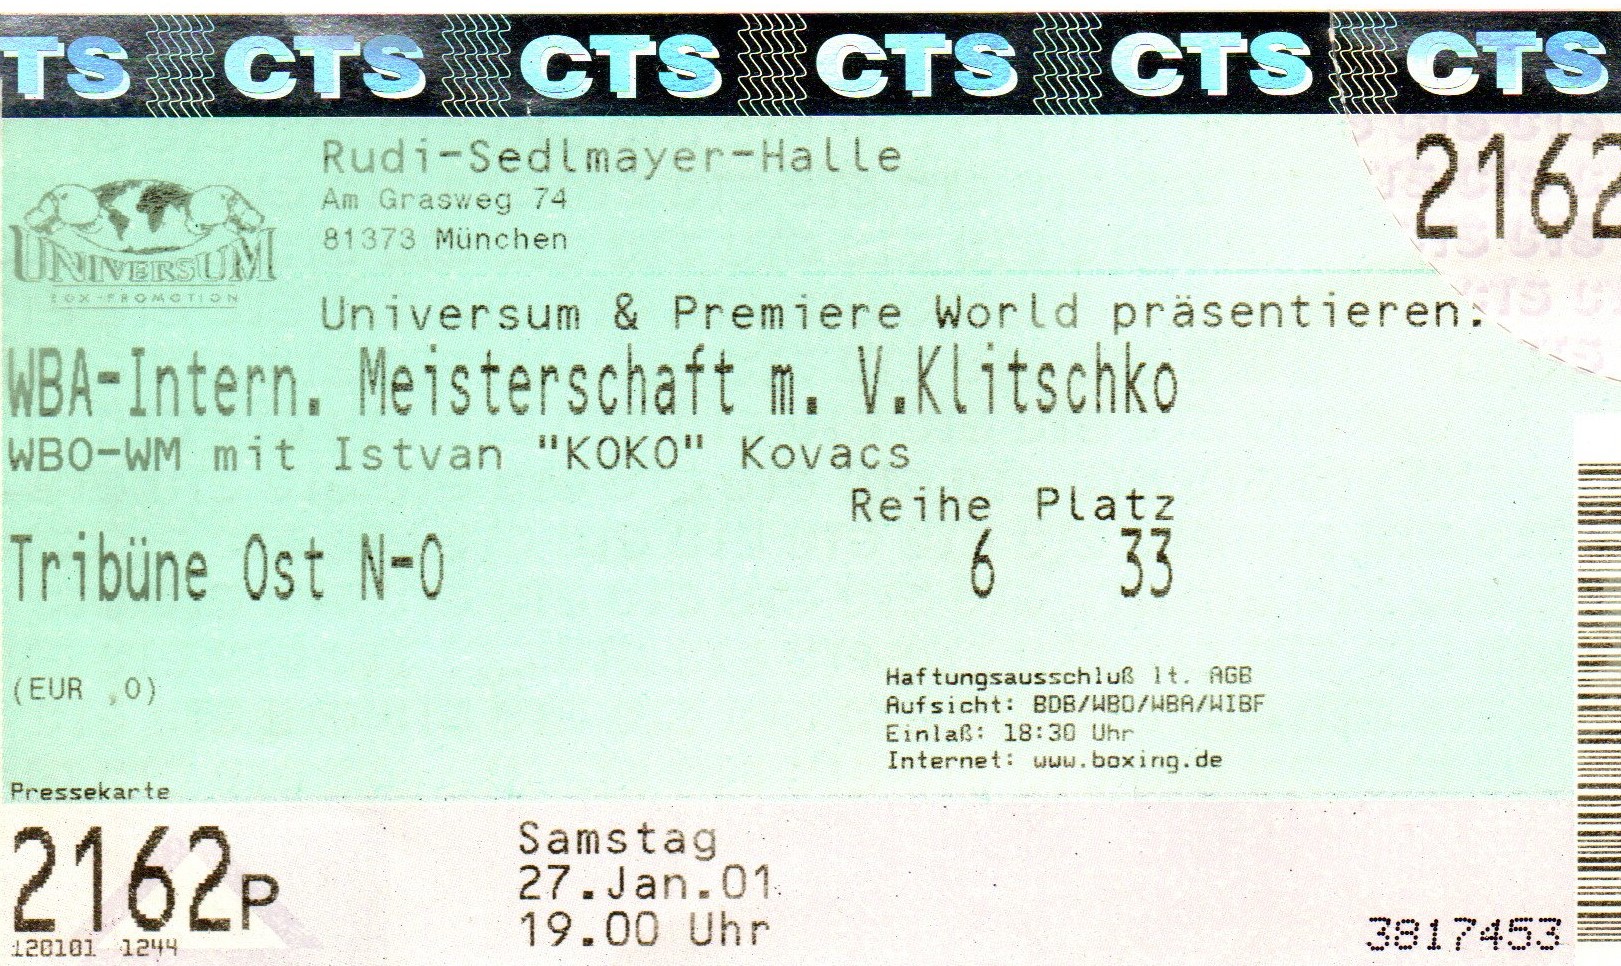 TS CTS CTS CTS CTS CTS
Rudi-Sedlmayer-Halle
Am Grasweg 74
81373 München
2162
UNIVERSUM
BOX-PROMOTION
Universum & Premiere World präsentieren:
WBA-Intern. Meisterschaft m. V.Klitschko
WBO-WM mit Istvan "KOKO" Kovacs
Reihe Platz
Tribüne Ost N-O 6 33
(EUR ,0)
Haftungsausschluß lt. AGB
Aufsicht: BDB/WBO/WBA/WIBF
Einlaß: 18:30 Uhr
Internet: www.boxing.de
Pressekarte
2162P
Samstag
27.Jan.01
19.00 Uhr
120101 1244
3817453